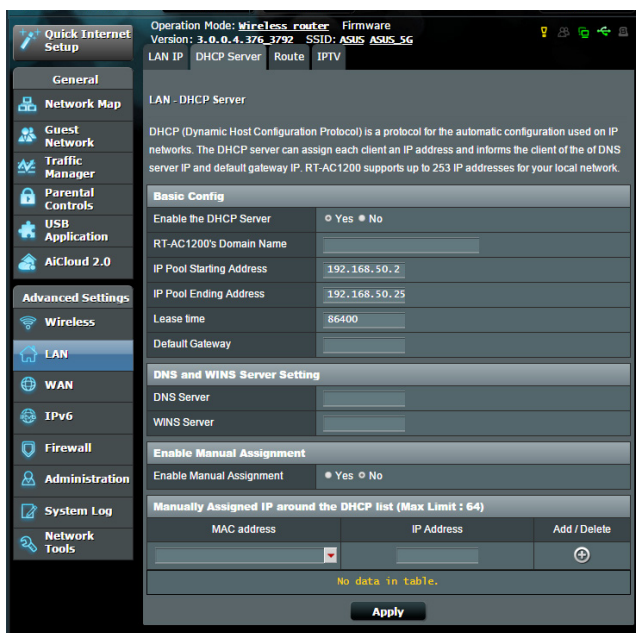 Quick Internet Setup
Operation Mode: Wireless router Firmware
Version: 3.0.0.4.376_3792 SSID: ASUS ASUS_5G
LAN IP DHCP Server Route IPTV
General
Network Map
Guest Network
Traffic Manager
Parental Controls
USB Application
AiCloud 2.0
Advanced Settings
Wireless
LAN
WAN
IPv6
Firewall
Administration
System Log
Network Tools
LAN - DHCP Server
DHCP (Dynamic Host Configuration Protocol) is a protocol for the automatic configuration used on IP
networks. The DHCP server can assign each client an IP address and informs the client of the of DNS
server IP and default gateway IP. RT-AC1200 supports up to 253 IP addresses for your local network.
Basic Config
Enable the DHCP Server Yes No
RT-AC1200's Domain Name
IP Pool Starting Address 192.168.50.2
IP Pool Ending Address 192.168.50.25
Lease time 86400
Default Gateway
DNS and WINS Server Setting
DNS Server
WINS Server
Enable Manual Assignment
Enable Manual Assignment Yes No
Manually Assigned IP around the DHCP list (Max Limit : 64)
MAC address IP Address Add / Delete
No data in table.
Apply